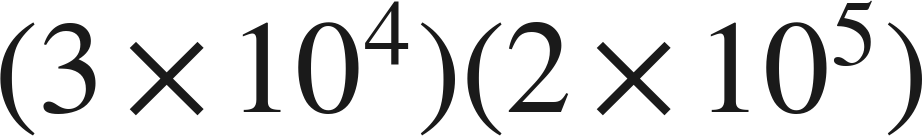 (3 × 10⁴)(2 × 10⁵)